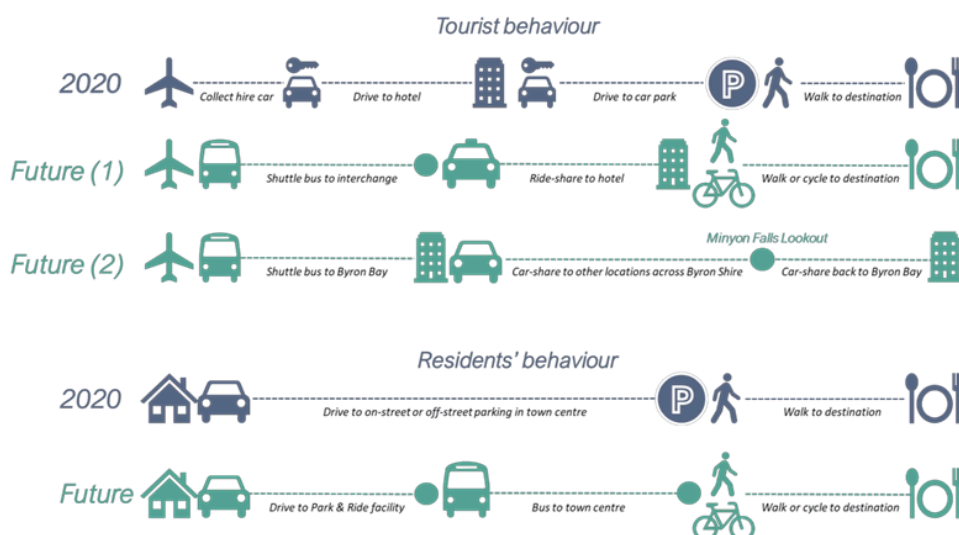 Tourist behaviour
2020
Collect hire car
Drive to hotel
Drive to car park
P
Walk to destination
Future (1)
Shuttle bus to interchange
Ride-share to hotel
Walk or cycle to destination
Future (2)
Shuttle bus to Byron Bay
Car-share to other locations across Byron Shire
Minyon Falls Lookout
Car-share back to Byron Bay
Residents' behaviour
2020
Drive to on-street or off-street parking in town centre
P
Walk to destination
Future
Drive to Park & Ride facility
Bus to town centre
Walk or cycle to destination